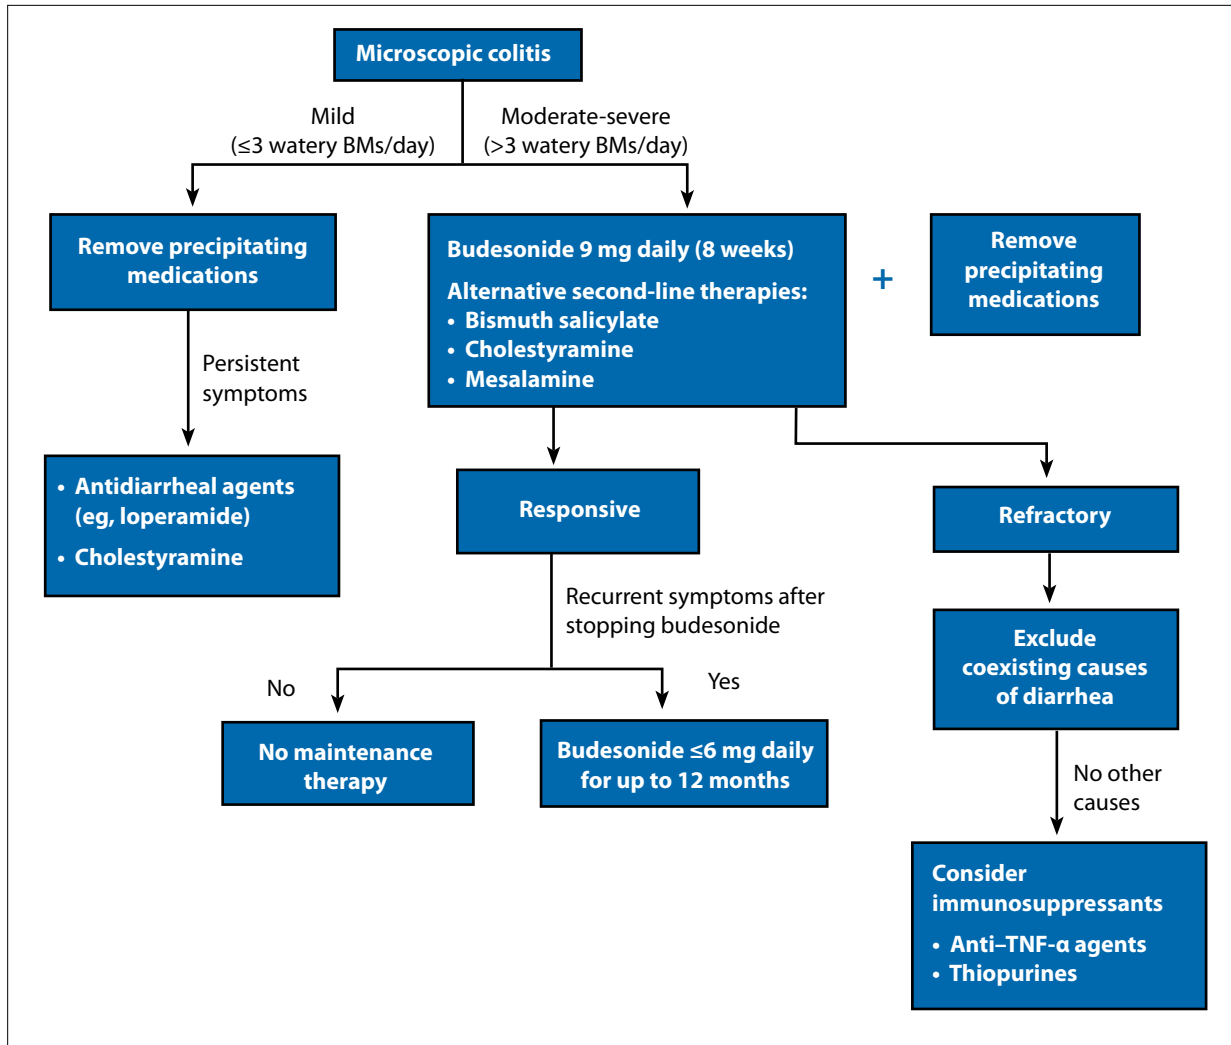 Microscopic colitis
Mild
(≤3 watery BMs/day)
Moderate-severe
(>3 watery BMs/day)
Remove precipitating
medications
Budesonide 9 mg daily (8 weeks)
Alternative second-line therapies:
• Bismuth salicylate
• Cholestyramine
• Mesalamine
+
Remove
precipitating
medications
Persistent
symptoms
• Antidiarrheal agents
(eg, loperamide)
• Cholestyramine
Responsive
Refractory
Recurrent symptoms after
stopping budesonide
No
Yes
No maintenance
therapy
Budesonide ≤6 mg daily
for up to 12 months
Exclude
coexisting causes
of diarrhea
No other
causes
Consider
immunosuppressants
• Anti–TNF-α agents
• Thiopurines